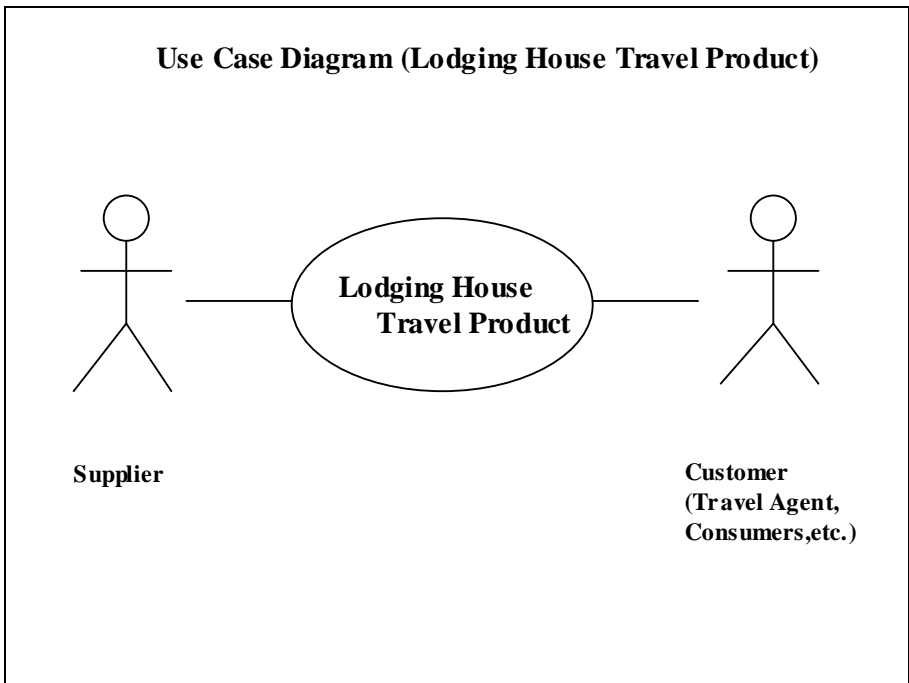 Use Case Diagram (Lodging House Travel Product)
Lodging House
Travel Product
Supplier
Customer
(Travel Agent,
Consumers,etc.)